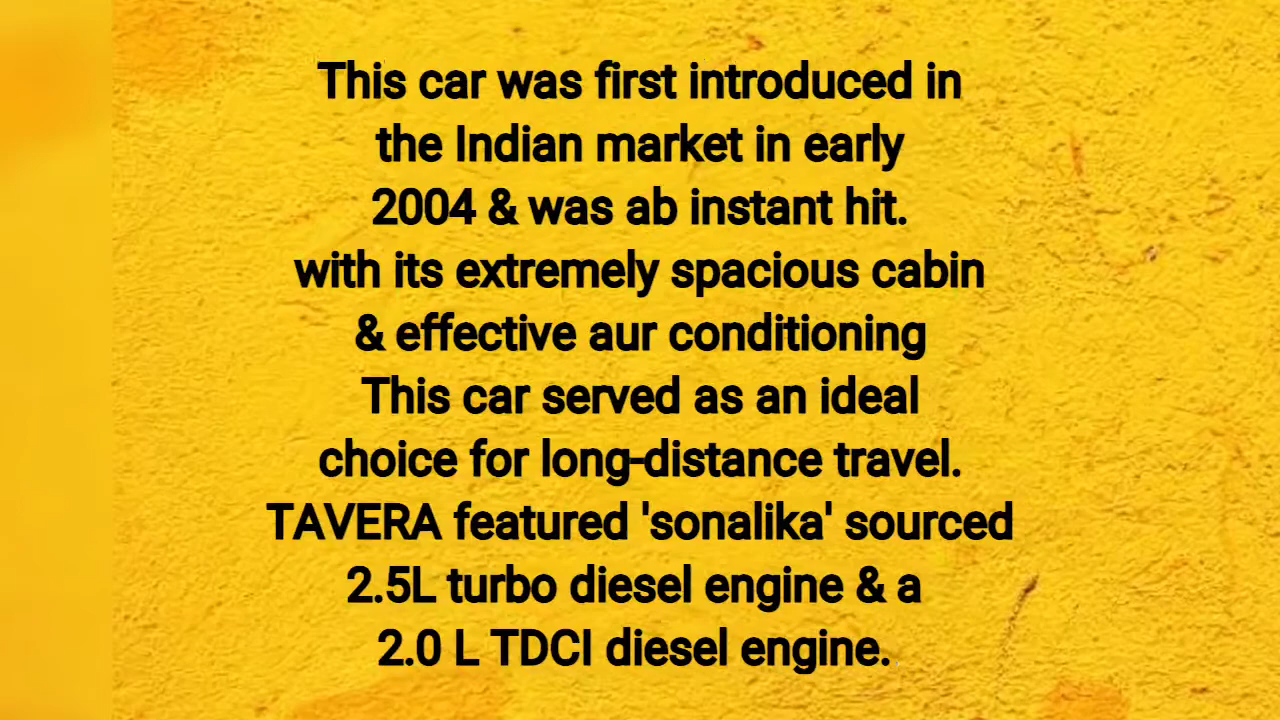 This car was first introduced in
the Indian market in early
2004 & was ab instant hit.
with its extremely spacious cabin
& effective aur conditioning
This car served as an ideal
choice for long-distance travel.
TAVERA featured 'sonalika' sourced
2.5L turbo diesel engine & a
2.0 L TDCI diesel engine.